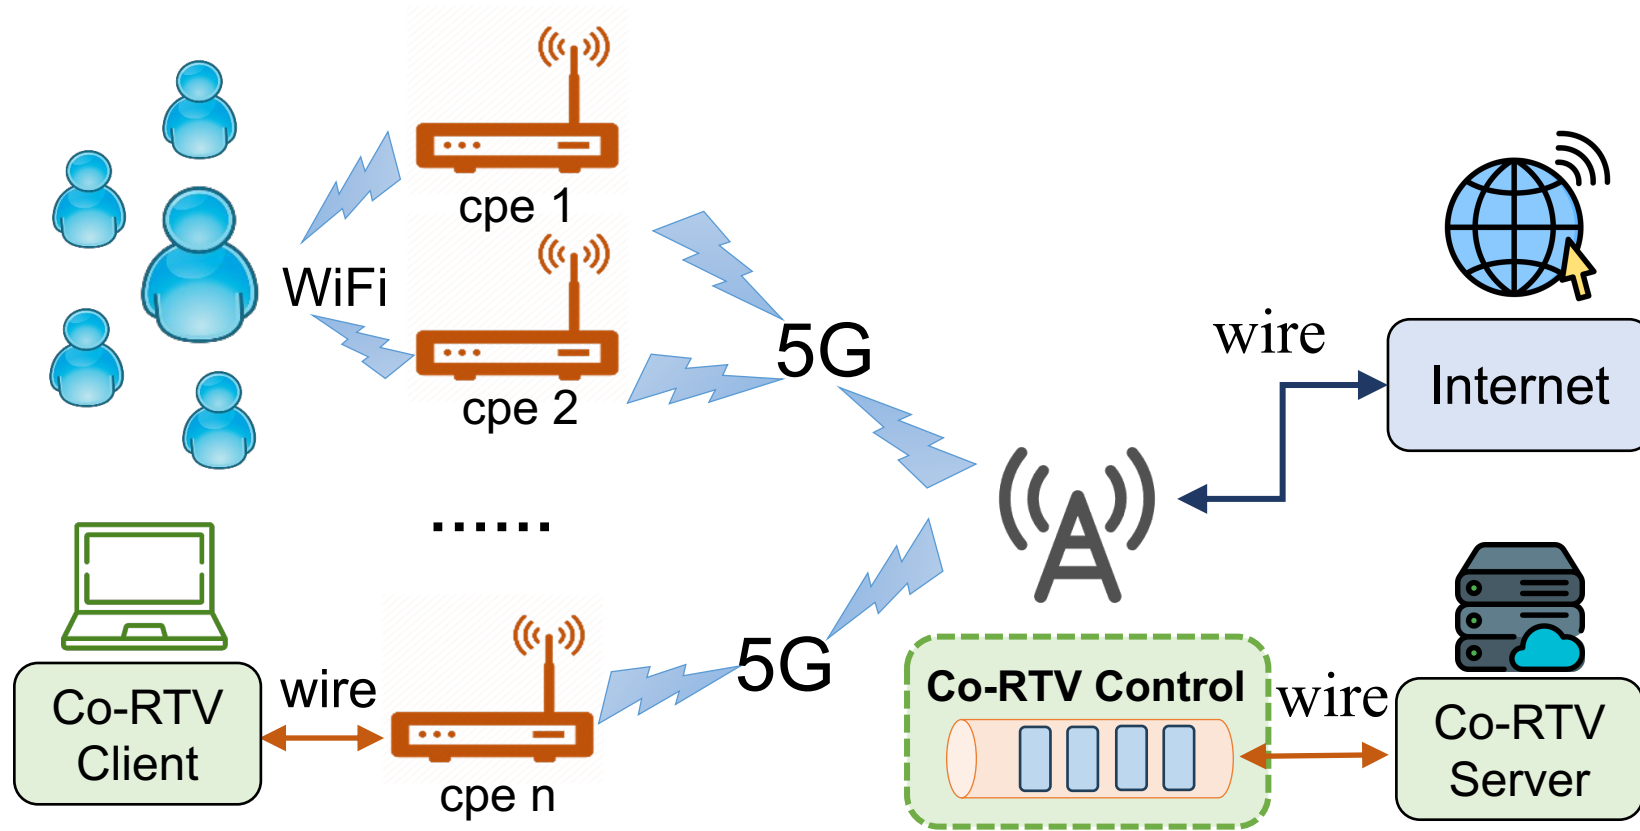 cpe 1
WiFi
cpe 2
5G
wire
Internet
......
5G
Co-RTV
Client
wire
cpe n
Co-RTV Control
wire
Co-RTV
Server